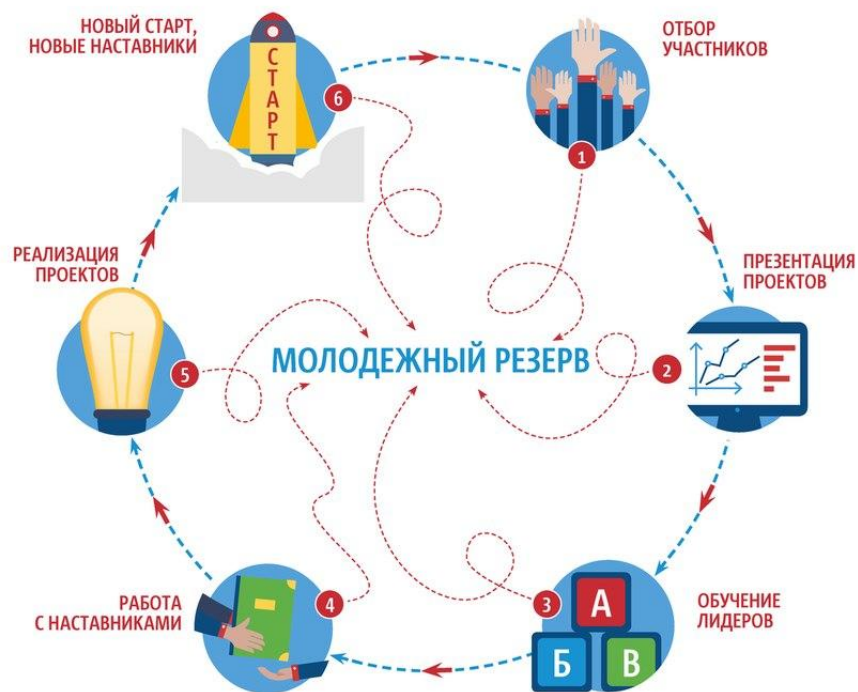 НОВЫЙ СТАРТ,
НОВЫЕ НАСТАВНИКИ
СТАРТ
6
ОТБОР
УЧАСТНИКОВ
1
РЕАЛИЗАЦИЯ
ПРОЕКТОВ
5
ПРЕЗЕНТАЦИЯ
ПРОЕКТОВ
2
МОЛОДЕЖНЫЙ РЕЗЕРВ
РАБОТА
С НАСТАВНИКАМИ
4
3
А
Б В
ОБУЧЕНИЕ
ЛИДЕРОВ